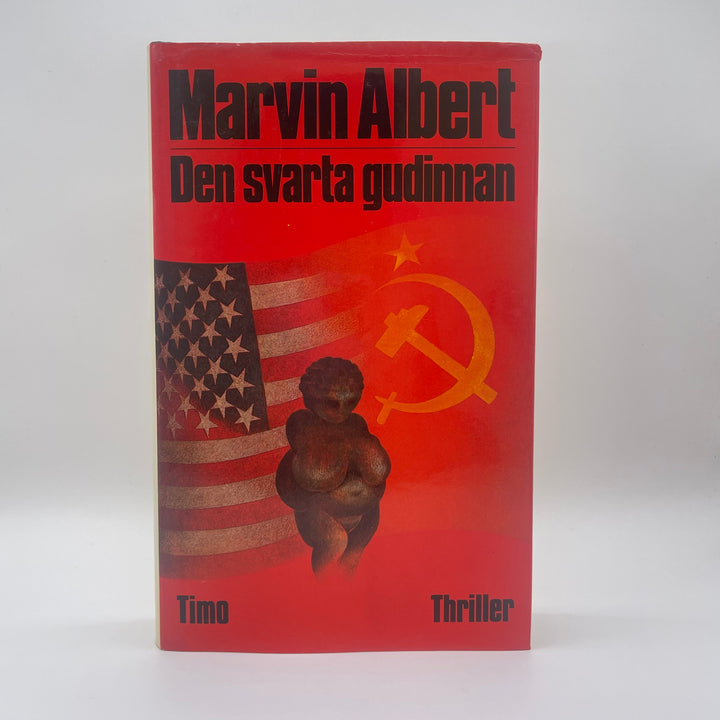 Marvin Albert
Den svarta gudinnan
Timo
Thriller